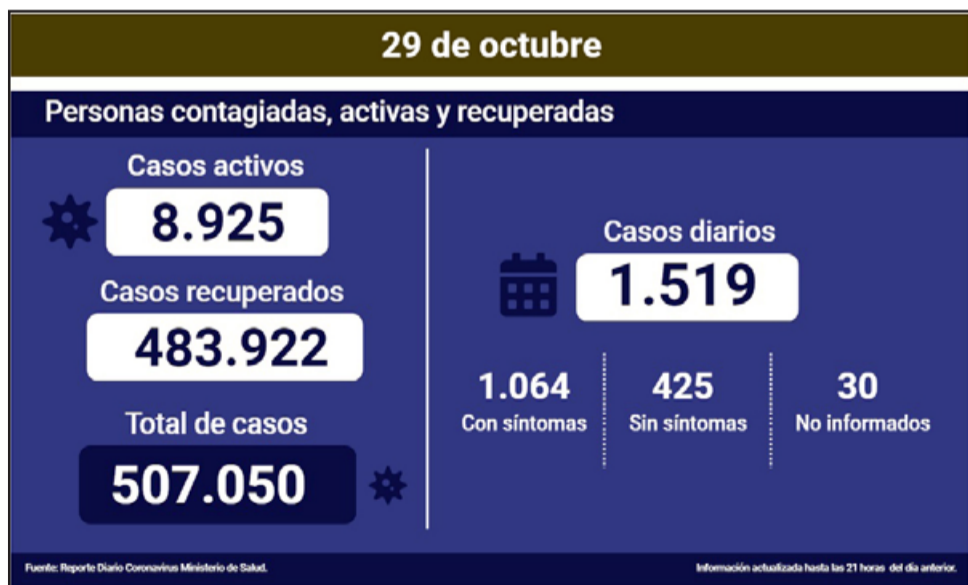 29 de octubre
Personas contagiadas, activas y recuperadas
Casos activos
8.925
Casos recuperados
483.922
Total de casos
507.050
Casos diarios
1.519
1.064
Con síntomas
425
Sin síntomas
30
No informados
Fuente: Reporte Diario Coronavirus Ministerio de Salud.
Información actualizada hasta las 21 horas del día anterior.